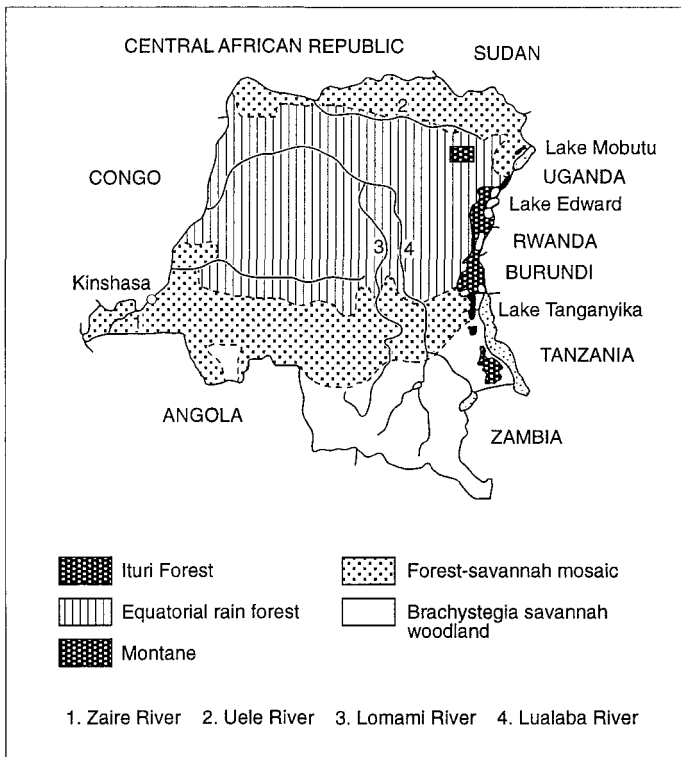 CENTRAL AFRICAN REPUBLIC
SUDAN
2
Lake Mobutu
CONGO
UGANDA
Lake Edward
3
4
RWANDA
Kinshasa
BURUNDI
1
Lake Tanganyika
TANZANIA
ANGOLA
ZAMBIA
Ituri Forest
Equatorial rain forest
Montane
Forest-savannah mosaic
Brachystegia savannah
woodland
1. Zaire River 2. Uele River 3. Lomami River 4. Lualaba River